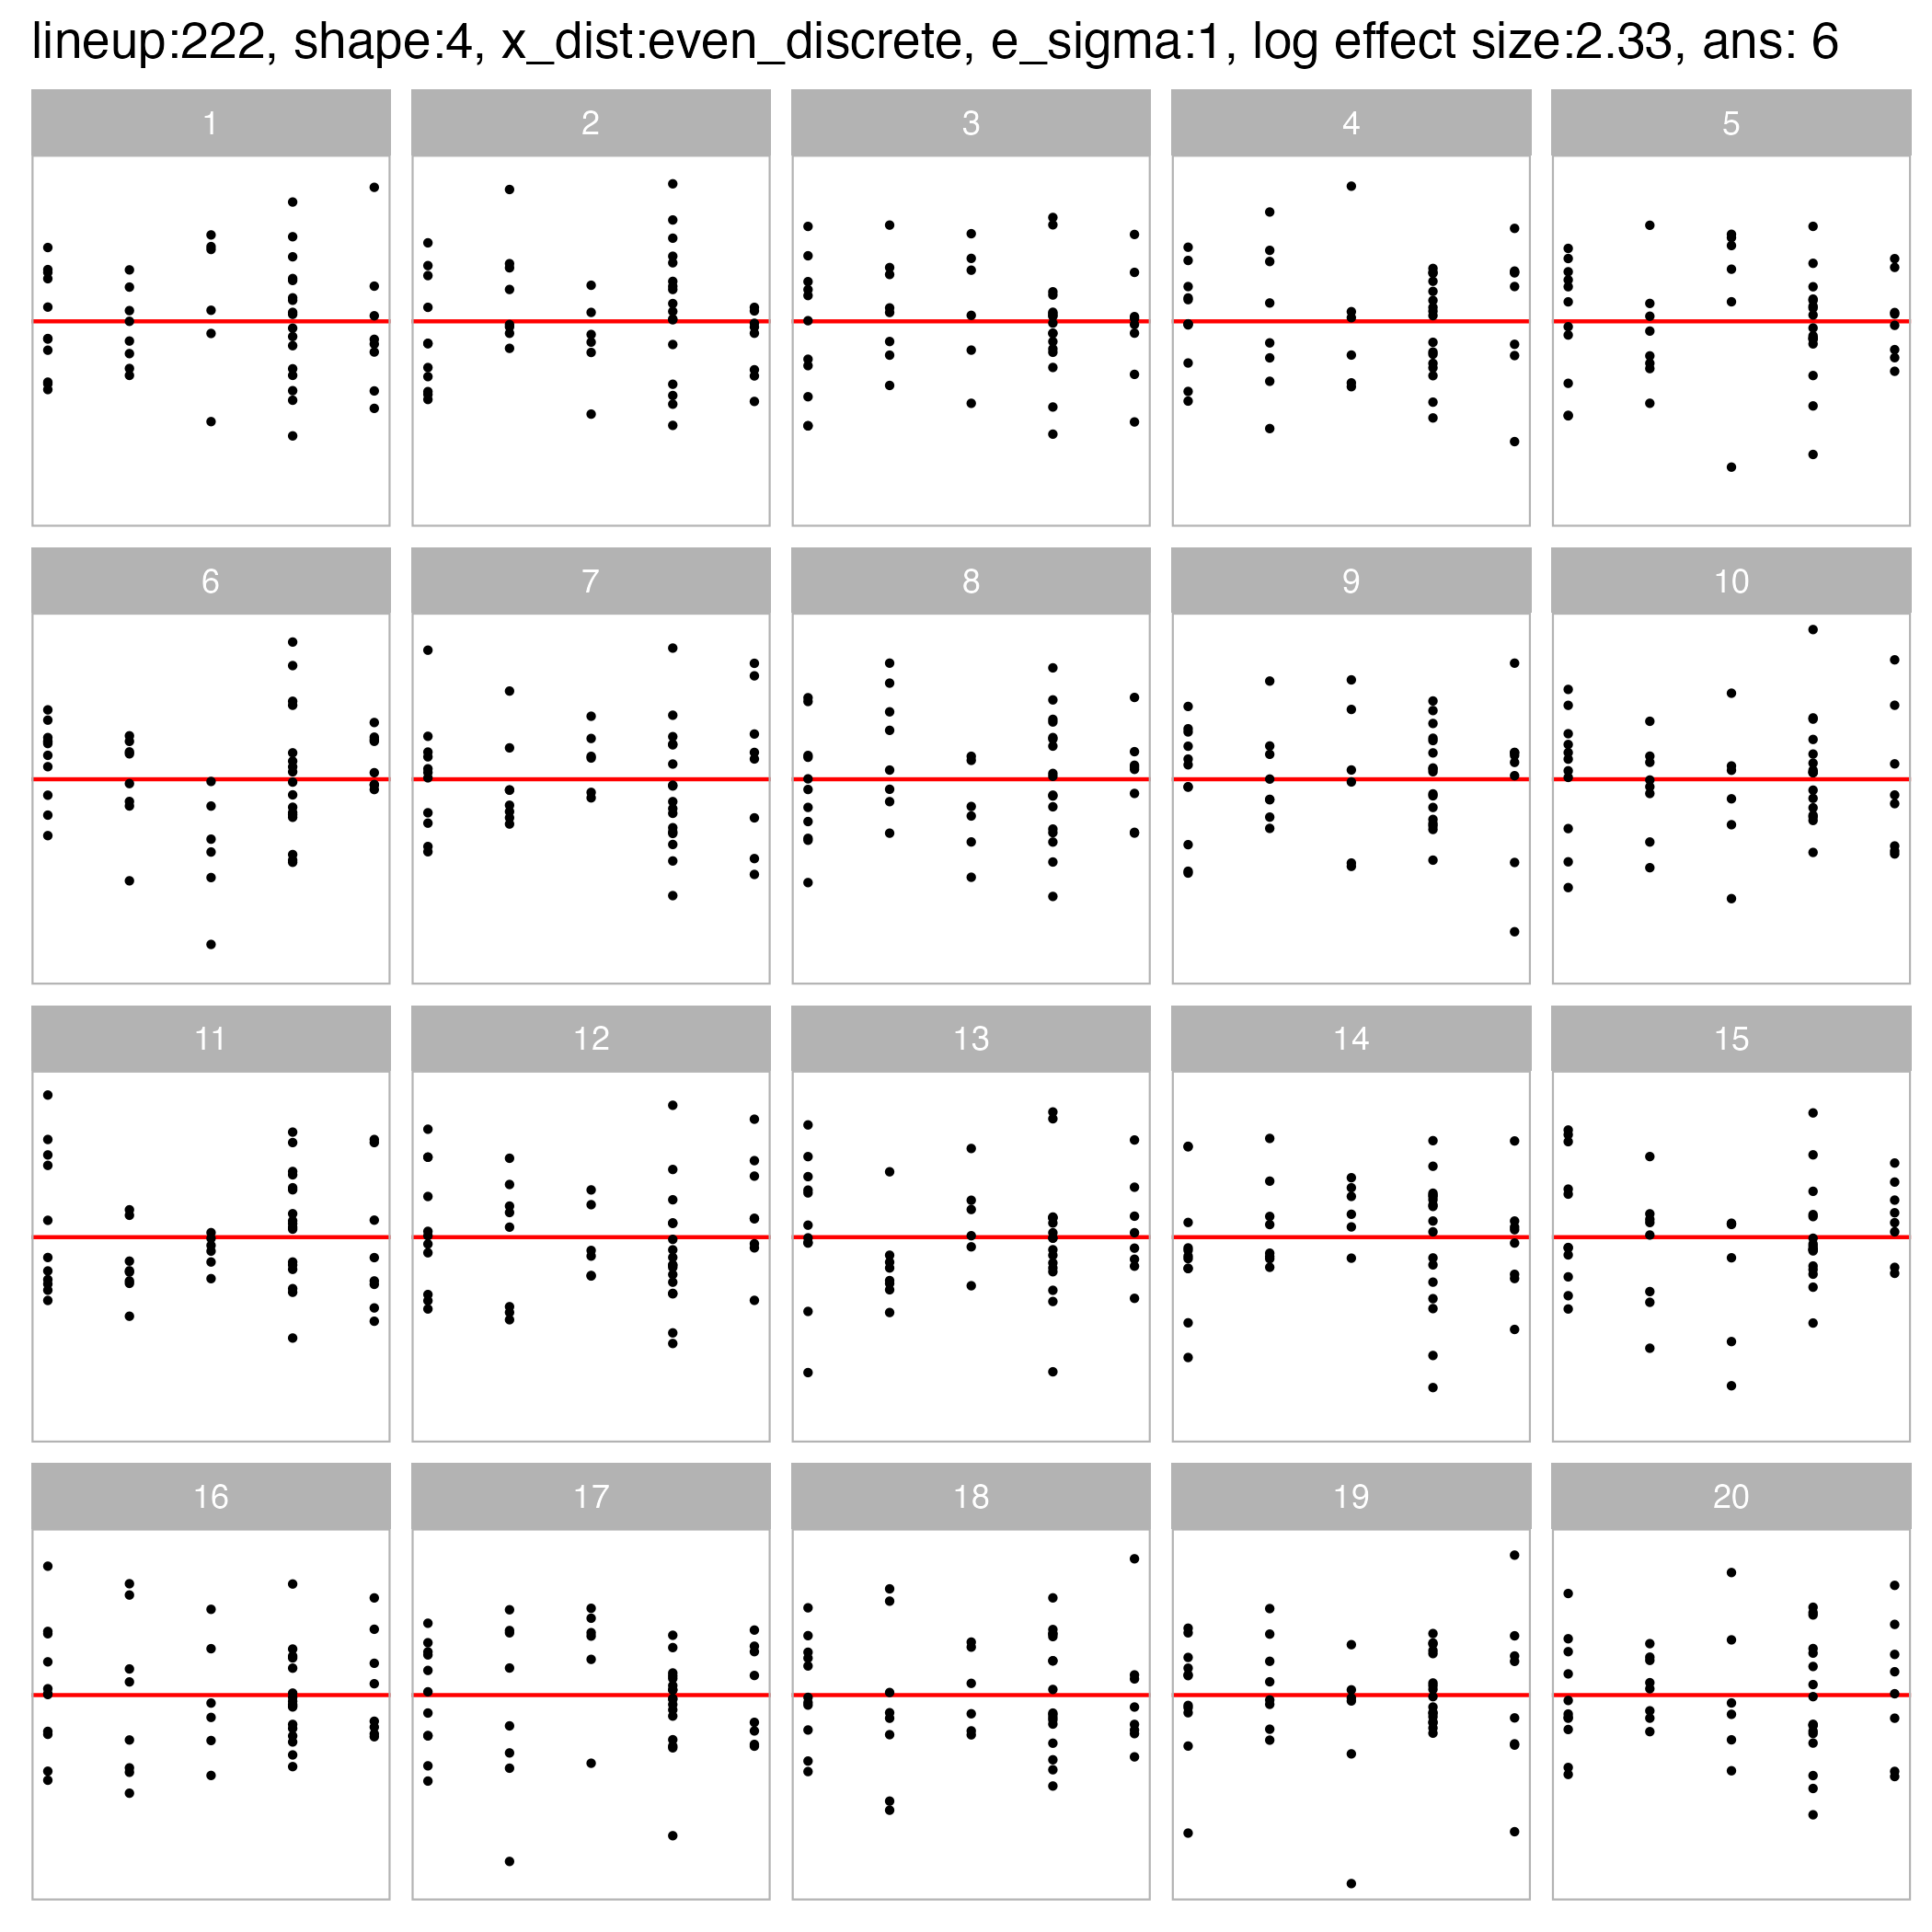 lineup:222, shape:4, x_dist:even_discrete, e_sigma:1, log effect size:2.33, ans: 6
1 2 3 4 5
6 7 8 9 10
11 12 13 14 15
16 17 18 19 20